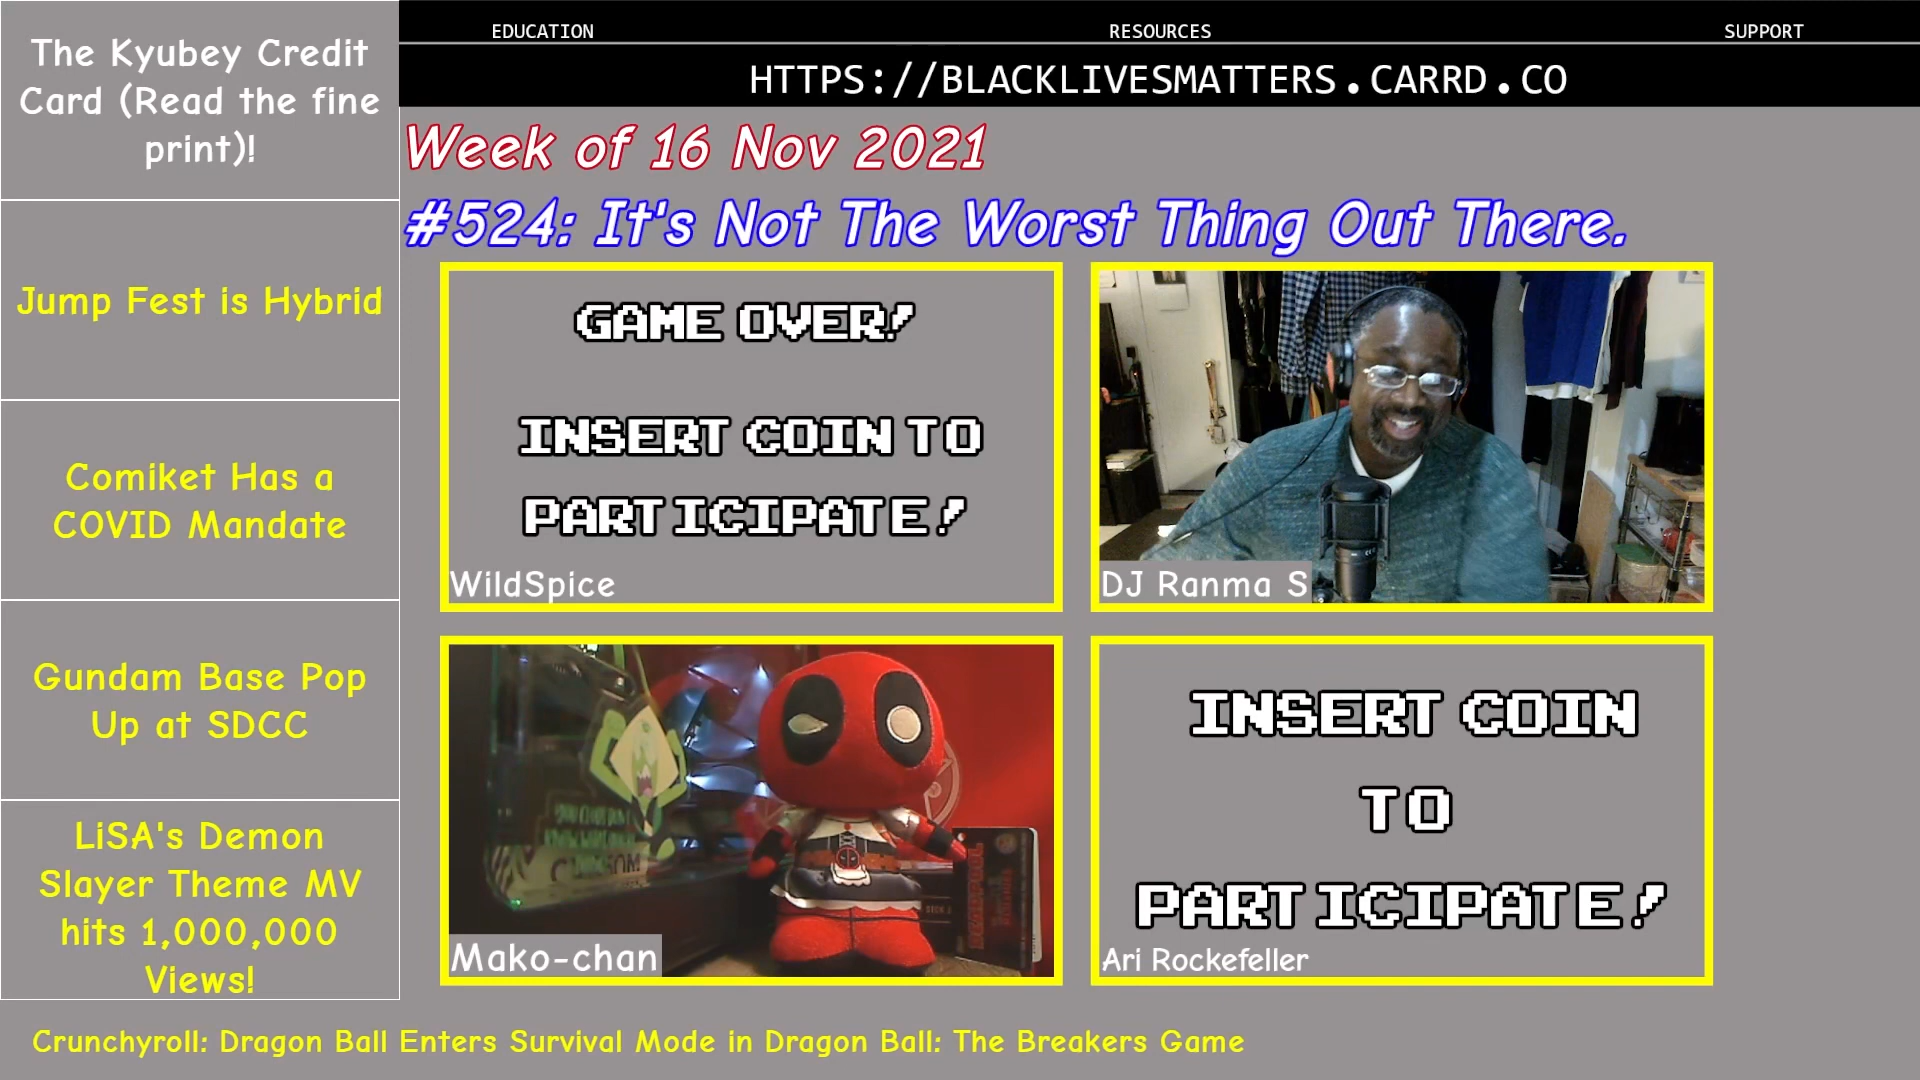 The Kyubey Credit
Card (Read the fine
print)!
Jump Fest is Hybrid
Comiket Has a
COVID Mandate
Gundam Base Pop
Up at SDCC
LiSA's Demon
Slayer Theme MV
hits 1,000,000
Views!
EDUCATION RESOURCES SUPPORT
HTTPS://BLACKLIVESMATTERS.CARRD.CO
Week of 16 Nov 2021
#524: It's Not The Worst Thing Out There.
GAME OVER!
INSERT COIN TO
PARTICIPATE!
WildSpice
DJ Ranma S
Mako-chan
INSERT COIN
TO
PARTICIPATE!
Ari Rockefeller
Crunchyroll: Dragon Ball Enters Survival Mode in Dragon Ball: The Breakers Game